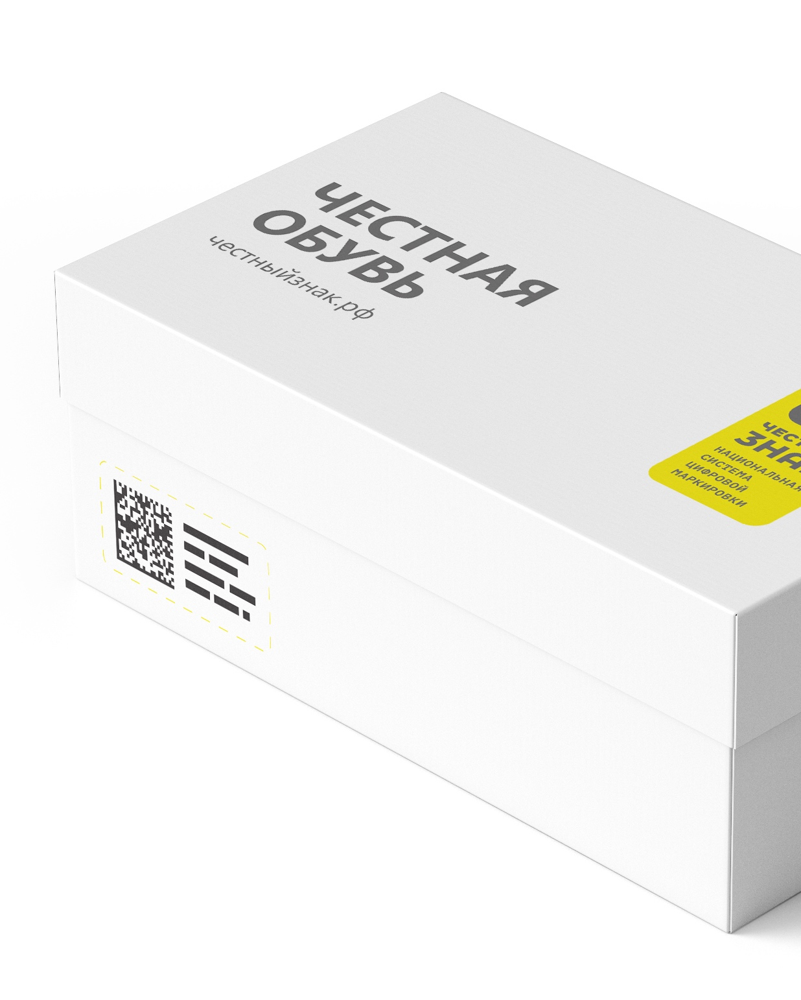 ЧЕСТНАЯ
ОБУВЬ
честныйзнак.рф
НАЦИОНАЛЬНАЯ
СИСТЕМА
ЦИФРОВОЙ
МАРКИРОВКИ